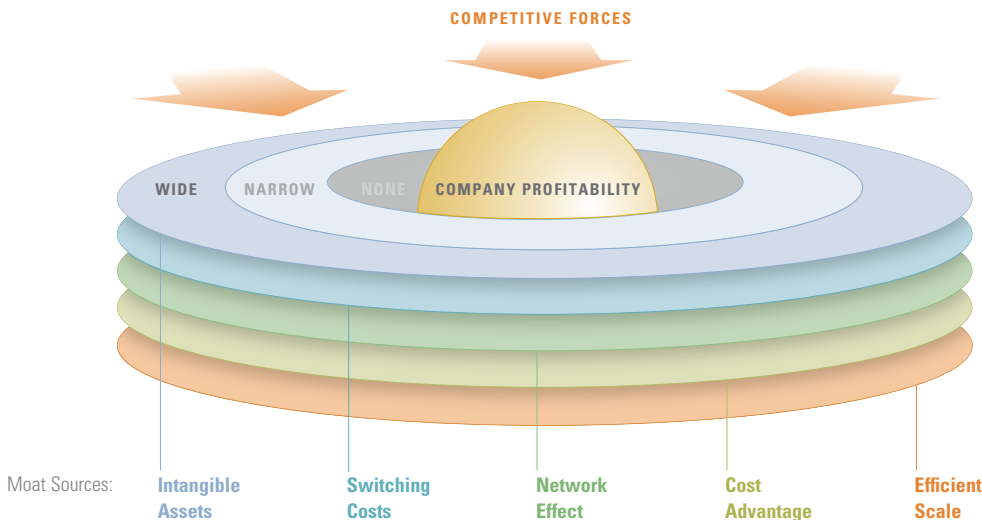 COMPETITIVE FORCES
WIDE NARROW NONE COMPANY PROFITABILITY
Moat Sources: Intangible Switching Network Cost Efficient
Assets Costs Effect Advantage Scale